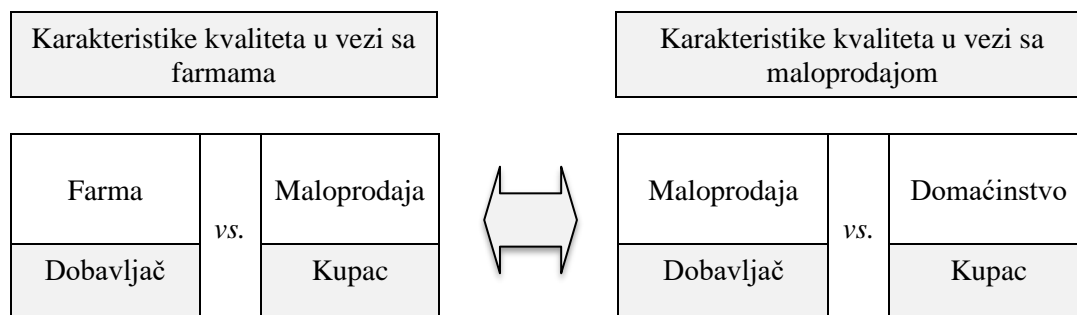 Karakteristike kvaliteta u vezi sa
farmama
Karakteristike kvaliteta u vezi sa
maloprodajom
Farma
vs.
Maloprodaja
Dobavljač
Kupac
Maloprodaja
vs.
Domaćinstvo
Dobavljač
Kupac